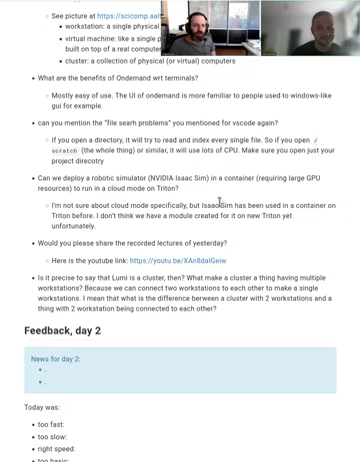 See picture at https://scicomp.aal
workstation: a single physical
virtual machine: like a single p
built on top of a real computer
cluster: a collection of physical (or virtual) computers
What are the benefits of Ondemand wrt terminals?
Mostly easy of use. The UI of ondemand is more familiar to people used to windows-like
gui for example.
can you mention the "file searh problems" you mentioned for vscode again?
If you open a directory, it will try to read and index every single file. So if you open /
scratch (the whole thing) or similar, it will use lots of CPU. Make sure you open just your
project direcotry
Can we deploy a robotic simulator (NVIDIA Isaac Sim) in a container (requiring large GPU
resources) to run in a cloud mode on Triton?
I'm not sure about cloud mode specifically, but IsaacSim has been used in a container on
Triton before. I don't think we have a module created for it on new Triton yet
unfortunately.
Would you please share the recorded lectures of yesterday?
Here is the youtube link: https://youtu.be/XAn8dalGeiw
Is it precise to say that Lumi is a cluster, then? What make a cluster a thing having multiple
workstations? Because we can connect two workstations to each other to make a single
workstations. I mean that what is the difference berween a cluster with 2 workstations and a
thing with 2 workstation being connected to each other?
Feedback, day 2
News for day 2:
.
.
Today was:
too fast:
too slow:
right speed:
too basic: